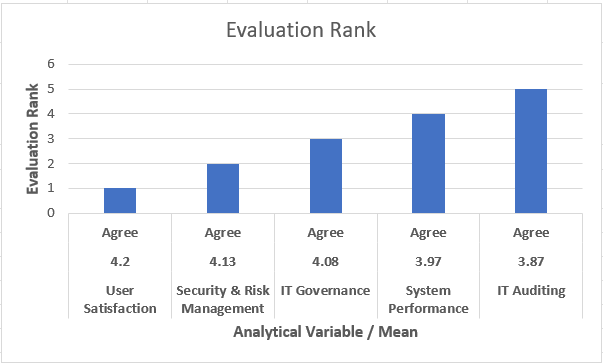 Evaluation Rank
Evaluation Rank
6
5
4
3
2
1
0
Agree Agree Agree Agree Agree
4.2 4.13 4.08 3.97 3.87
User Security & Risk IT Governance System IT Auditing
Satisfaction Management Performance
Analytical Variable / Mean